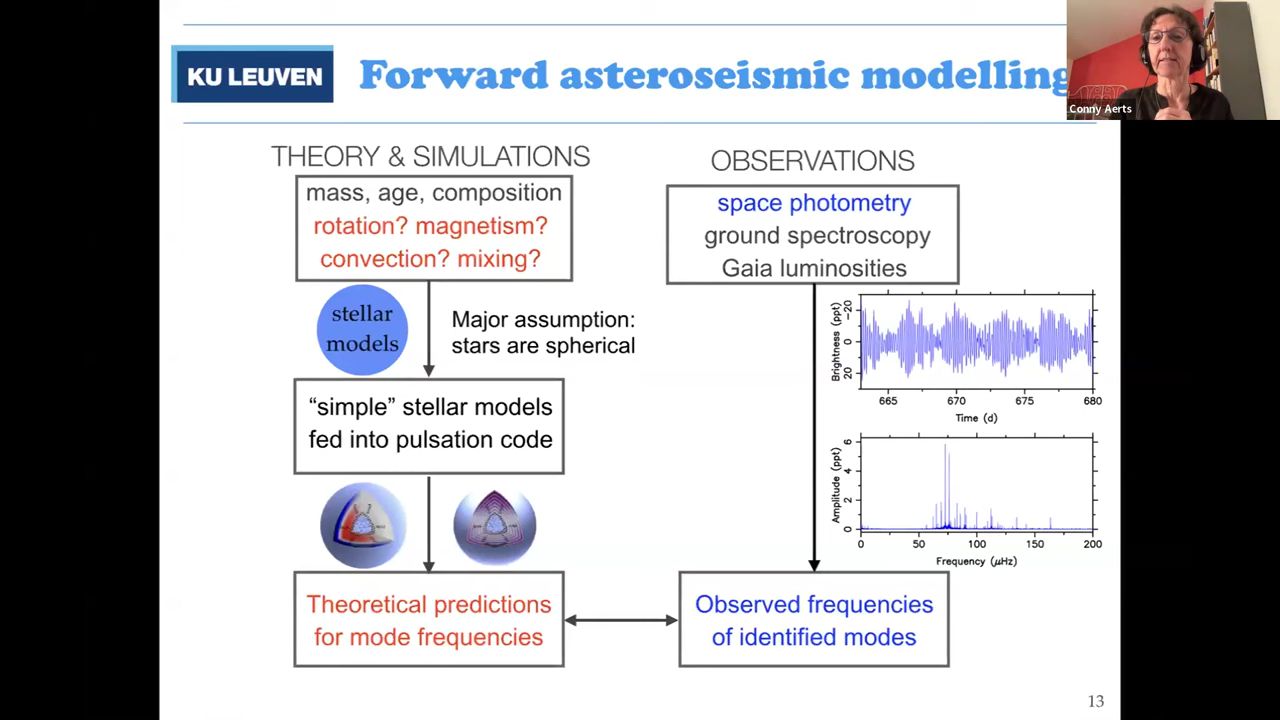 KU LEUVEN
Forward asteroseismic modelling
Conny Aerts
THEORY & SIMULATIONS
mass, age, composition
rotation? magnetism?
convection? mixing?
stellar
models
Major assumption:
stars are spherical
“simple” stellar models
fed into pulsation code
Theoretical predictions
for mode frequencies
OBSERVATIONS
space photometry
ground spectroscopy
Gaia luminosities
Brightness (ppt)
−20
0
20
665 670 675 680
Time (d)
Amplitude (ppt)
6
4
2
0
0 50 100 150 200
Frequency (μHz)
Observed frequencies
of identified modes
13